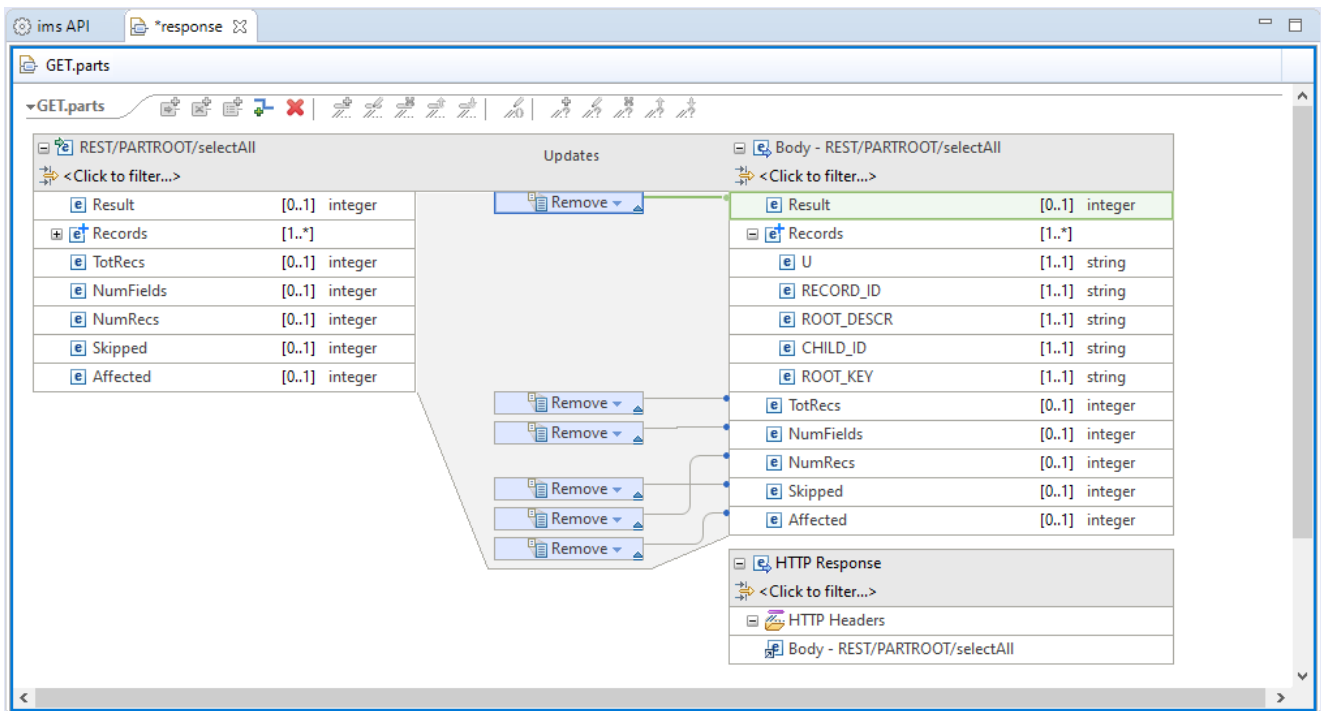 ims API *response
GET.parts
GET.parts
REST/PARTROOT/selectAll Updates Body - REST/PARTROOT/selectAll
<Click to filter...> <Click to filter...>
Result [0..1] integer Remove Result [0..1] integer
Records [1..*] Records [1..*]
TotRecs [0..1] integer U [1..1] string
NumFields [0..1] integer RECORD_ID [1..1] string
NumRecs [0..1] integer ROOT_DESCR [1..1] string
Skipped [0..1] integer CHILD_ID [1..1] string
Affected [0..1] integer ROOT_KEY [1..1] string
Remove TotRecs [0..1] integer
Remove NumFields [0..1] integer
NumRecs [0..1] integer
Remove Skipped [0..1] integer
Remove Affected [0..1] integer
Remove
HTTP Response
<Click to filter...>
HTTP Headers
Body - REST/PARTROOT/selectAll